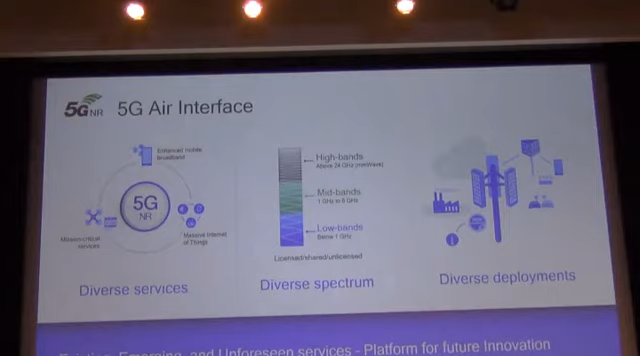 5G NR
5G Air Interface
Enhanced mobile
broadband
5G
NR
Mission critical
services
Massive Internet
of Things
High-bands
Above 24 GHz (mmWave)
Mid-bands
1 GHz to 6 GHz
Low-bands
Below 1 GHz
Licensed/shared/unlicensed
Diverse services
Diverse spectrum
Diverse deployments
Emerging, and Unforeseen services - Platform for future Innovation